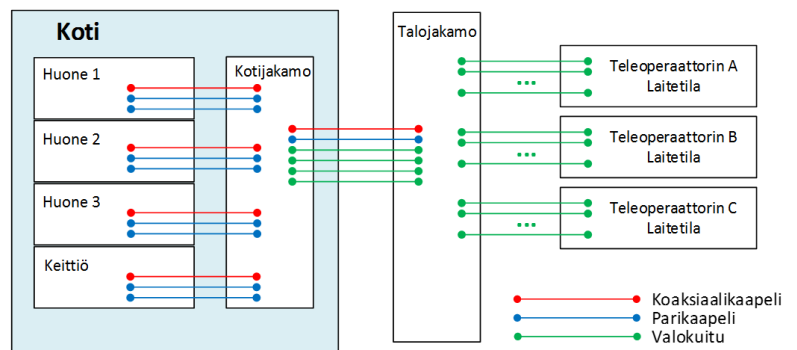 Koti
Huone 1
Huone 2
Huone 3
Keittiö
Kotijakamo
Talojakamo
Teleoperaattorin A
Laitetila
...
Teleoperaattorin B
Laitetila
...
Teleoperaattorin C
Laitetila
...
Koaksiaalikaapeli
Parikaapeli
Valokuitu